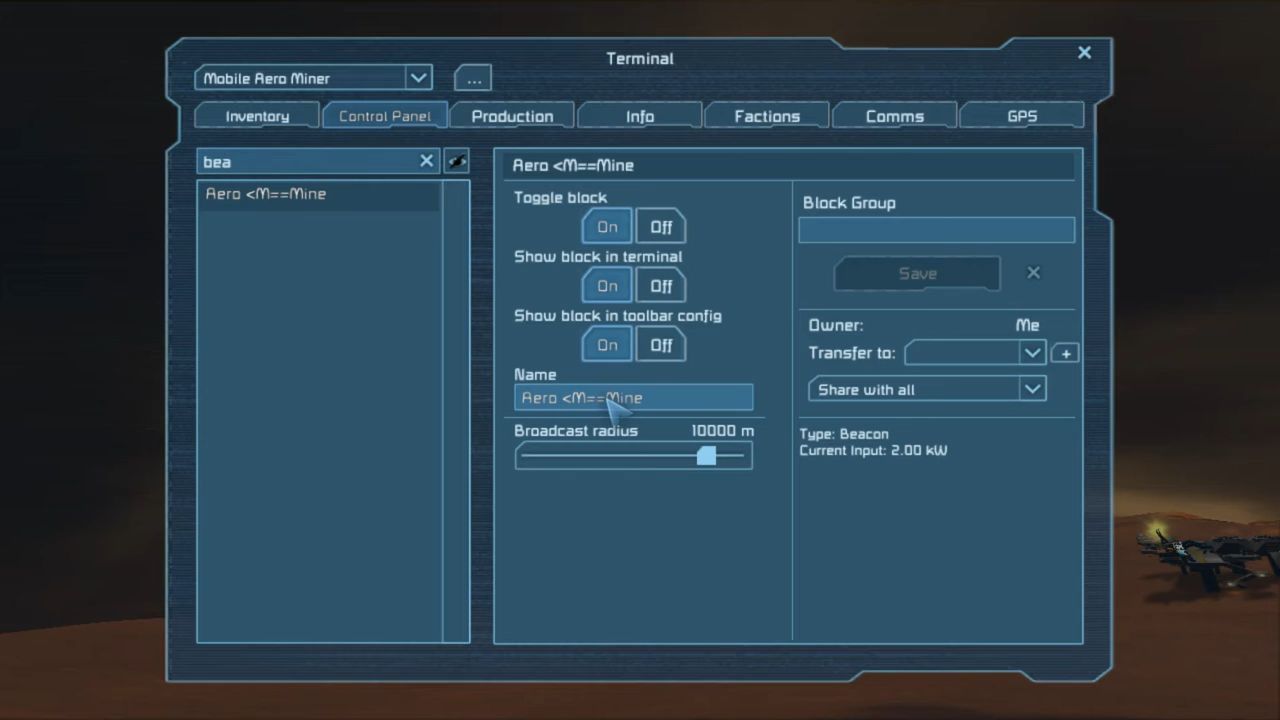 Terminal
Mobile Aero Miner
...
Inventory
Control Panel
Production
Info
Factions
Comms
GPS
bea
Aero <M==Mine
Aero <M==Mine
Toggle block
On
Off
Show block in terminal
On
Off
Show block in toolbar config
On
Off
Name
Aero <M==Mine
Broadcast radius 10000 m
Block Group
Save
Owner: Me
Transfer to:
+
Share with all
Type: Beacon
Current Input: 2.00 kW